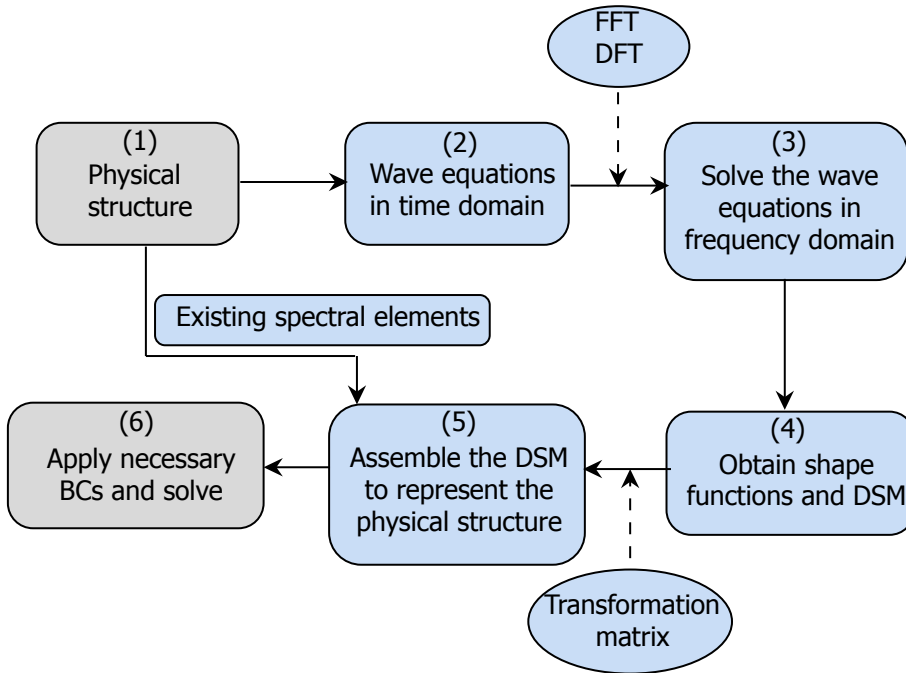 FFT
DFT
(1)
Physical
structure
(2)
Wave equations
in time domain
(3)
Solve the wave
equations in
frequency domain
Existing spectral elements
(6)
Apply necessary
BCs and solve
(5)
Assemble the DSM
to represent the
physical structure
(4)
Obtain shape
functions and DSM
Transformation
matrix